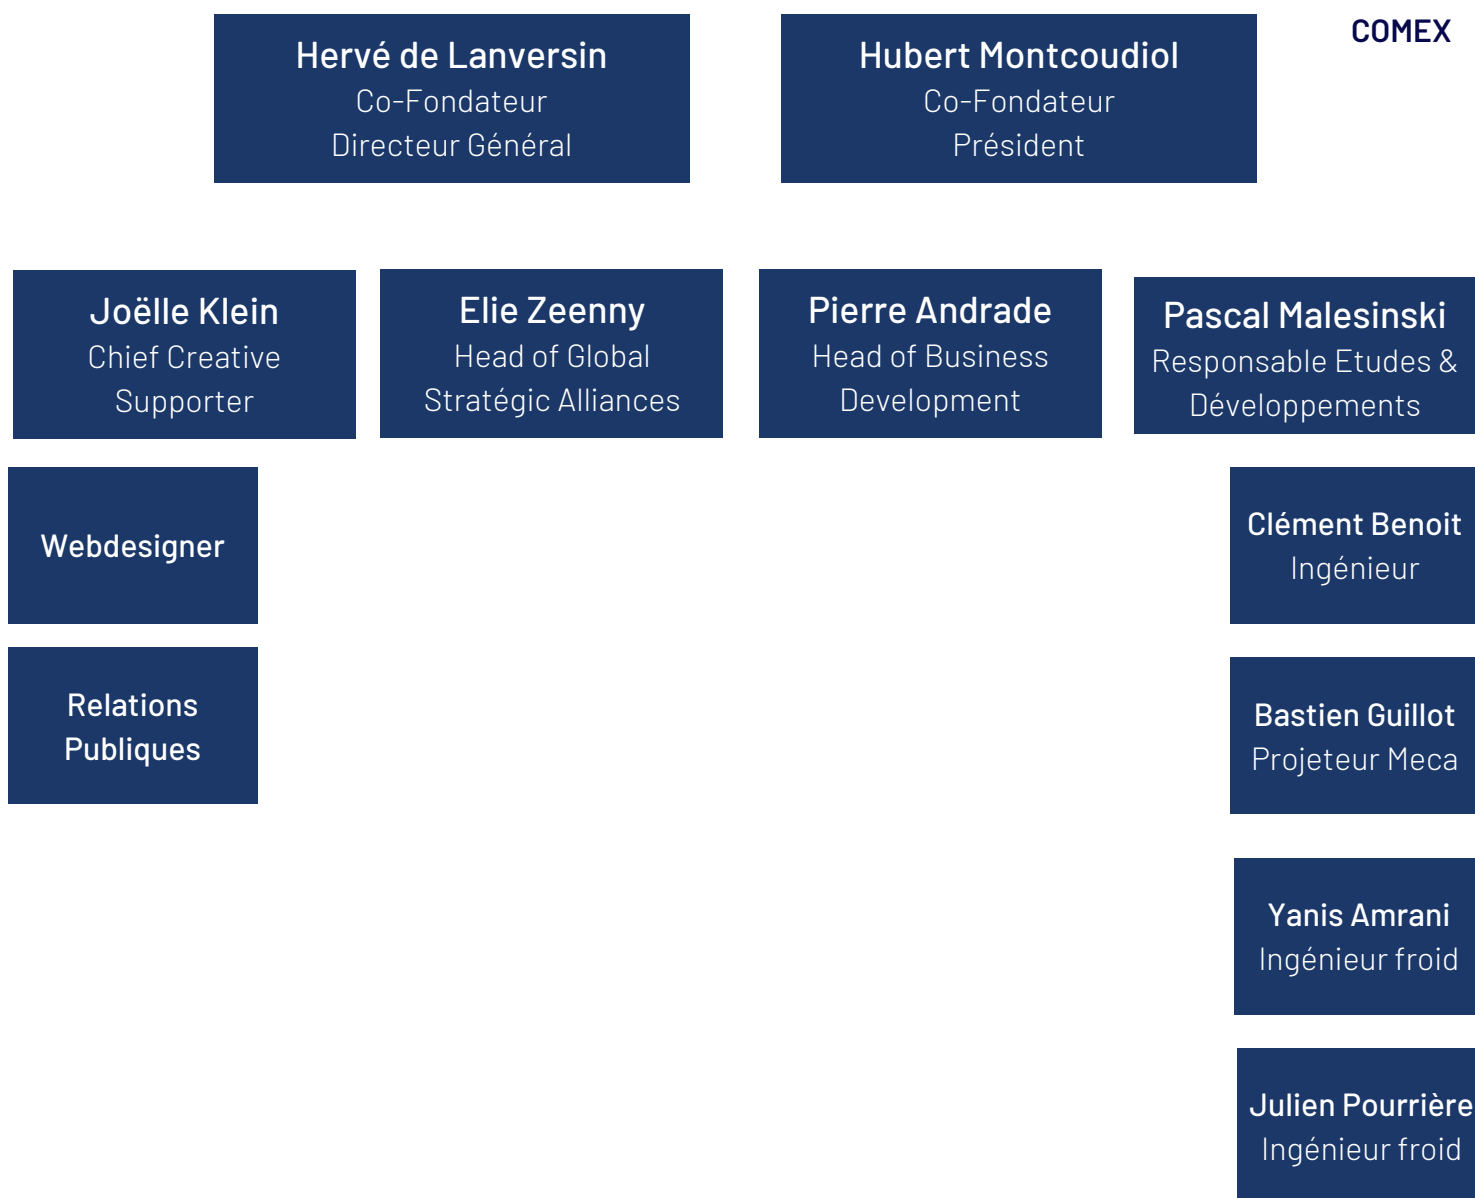 COMEX
Hervé de Lanversin
Co-Fondateur
Directeur Général
Hubert Montcoudiol
Co-Fondateur
Président
Joëlle Klein
Chief Creative
Supporter
Elie Zeenny
Head of Global
Stratégic Alliances
Pierre Andrade
Head of Business
Development
Pascal Malesinski
Responsable Etudes &
Développements
Webdesigner
Relations
Publiques
Clément Benoit
Ingénieur
Bastien Guillot
Projeteur Meca
Yanis Amrani
Ingénieur froid
Julien Pourrière
Ingénieur froid